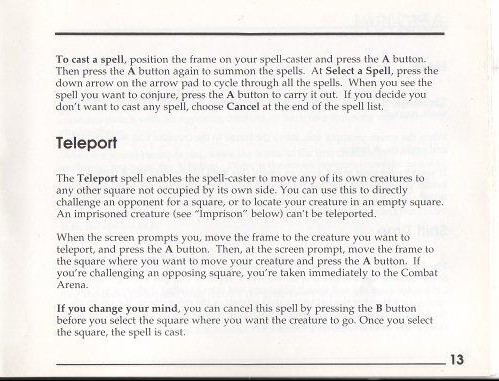 To cast a spell, position the frame on your spell-caster and press the A button.
Then press the A button again to summon the spells. At Select a Spell, press the
down arrow on the arrow pad to cycle through all the spells. When you see the
spell you want to conjure, press the A button to carry it out. If you decide you
don't want to cast any spell, choose Cancel at the end of the spell list.
Teleport
The Teleport spell enables the spell-caster to move any of its own creatures to
any other square not occupied by its own side. You can use this to directly
challenge an opponent for a square, or to locate your creature in an empty square.
An imprisoned creature (see "Imprison" below) can't be teleported.
When the screen prompts you, move the frame to the creature you want to
teleport, and press the A button. Then, at the screen prompt, move the frame to
the square where you want to move your creature and press the A button. If
you're challenging an opposing square, you're taken immediately to the Combat
Arena.
If you change your mind, you can cancel this spell by pressing the B button
before you select the square where you want the creature to go. Once you select
the square, the spell is cast.
13